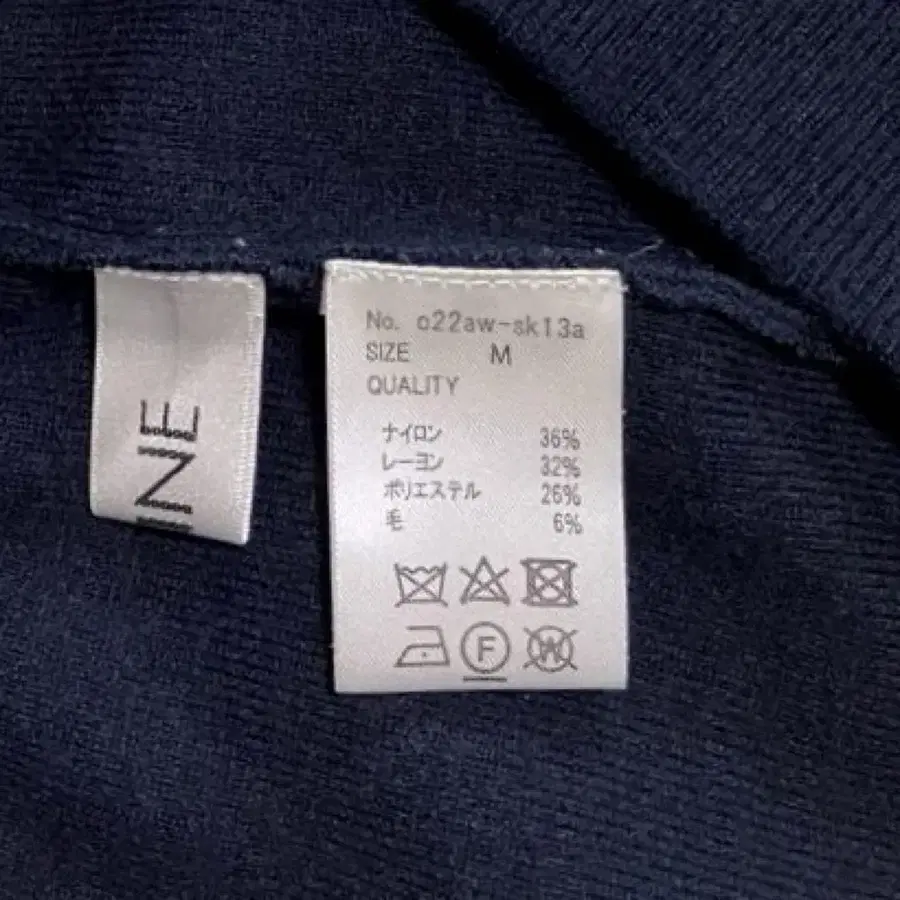 NE
No. o22aw-sk13a
SIZE M
QUALITY
ナイロン 36%
レーヨン 32%
ポリエステル 26%
毛 6%
F W